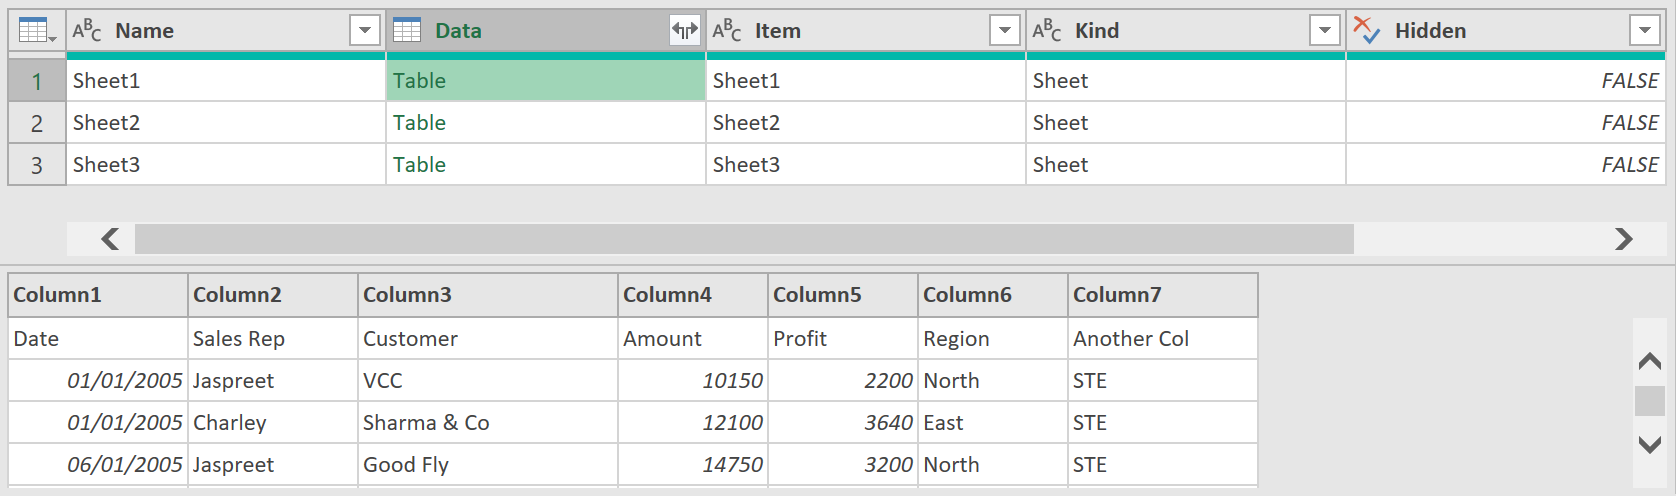 Name Data Item Kind Hidden
1 Sheet1 Table Sheet1 Sheet FALSE
2 Sheet2 Table Sheet2 Sheet FALSE
3 Sheet3 Table Sheet3 Sheet FALSE
Column1 Column2 Column3 Column4 Column5 Column6 Column7
Date Sales Rep Customer Amount Profit Region Another Col
01/01/2005 Jaspreet VCC 10150 2200 North STE
01/01/2005 Charley Sharma & Co 12100 3640 East STE
06/01/2005 Jaspreet Good Fly 14750 3200 North STE